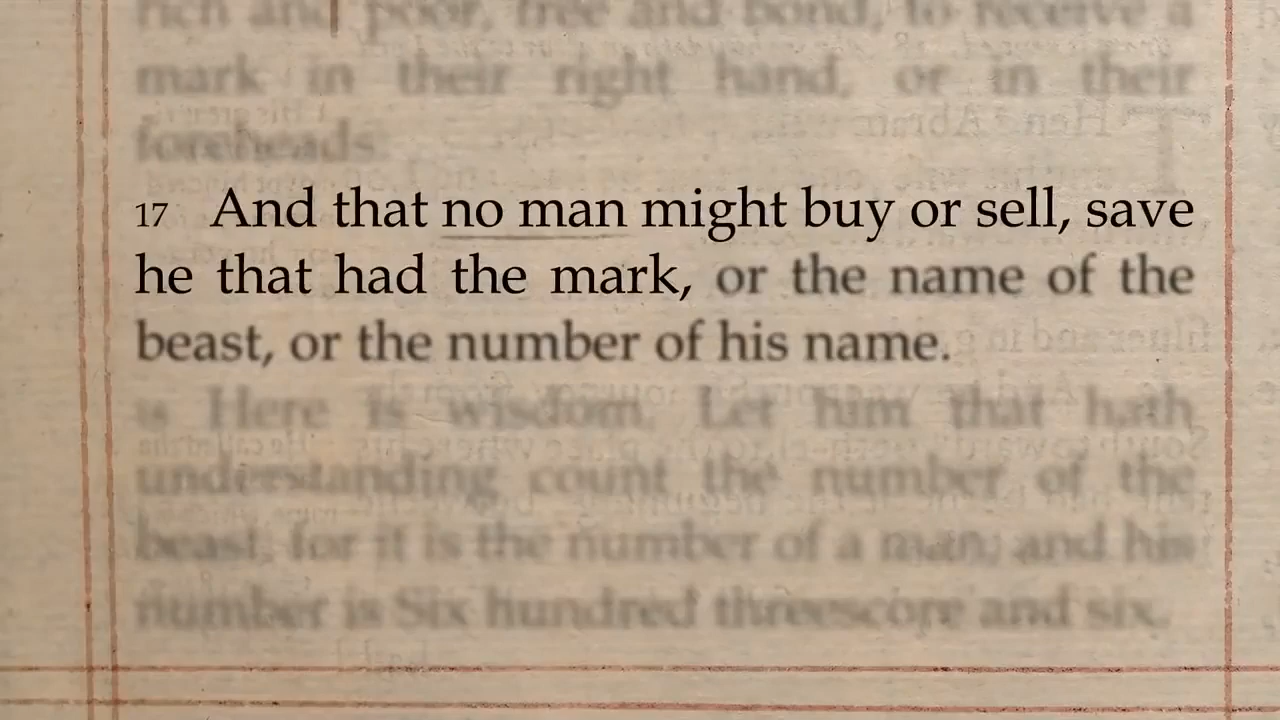 rich and poor, free and bond, to receive a
mark in their right hand, or in their
foreheads:
17 And that no man might buy or sell, save
he that had the mark, or the name of the
beast, or the number of his name.
18 Here is wisdom. Let him that hath
understanding count the number of the
beast: for it is the number of a man; and his
number is Six hundred threescore and six.